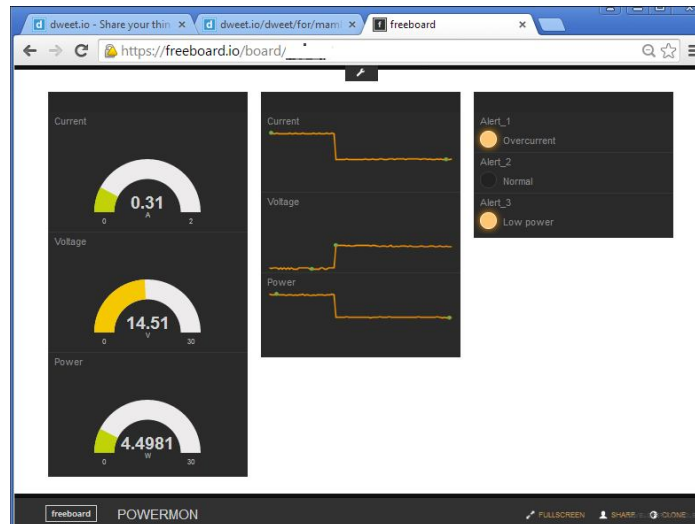 dweet.io - Share your thin
dweet.io/dweet/for/mam
freeboard
https://freeboard.io/board/
Current
0.31
A
0 2
Voltage
14.51
V
0 30
Power
4.4981
W
0 30
Current
Voltage
Power
Alert_1
Overcurrent
Alert_2
Normal
Alert_3
Low power
freeboard
POWERMON
FULLSCREEN
SHARE
CLONE